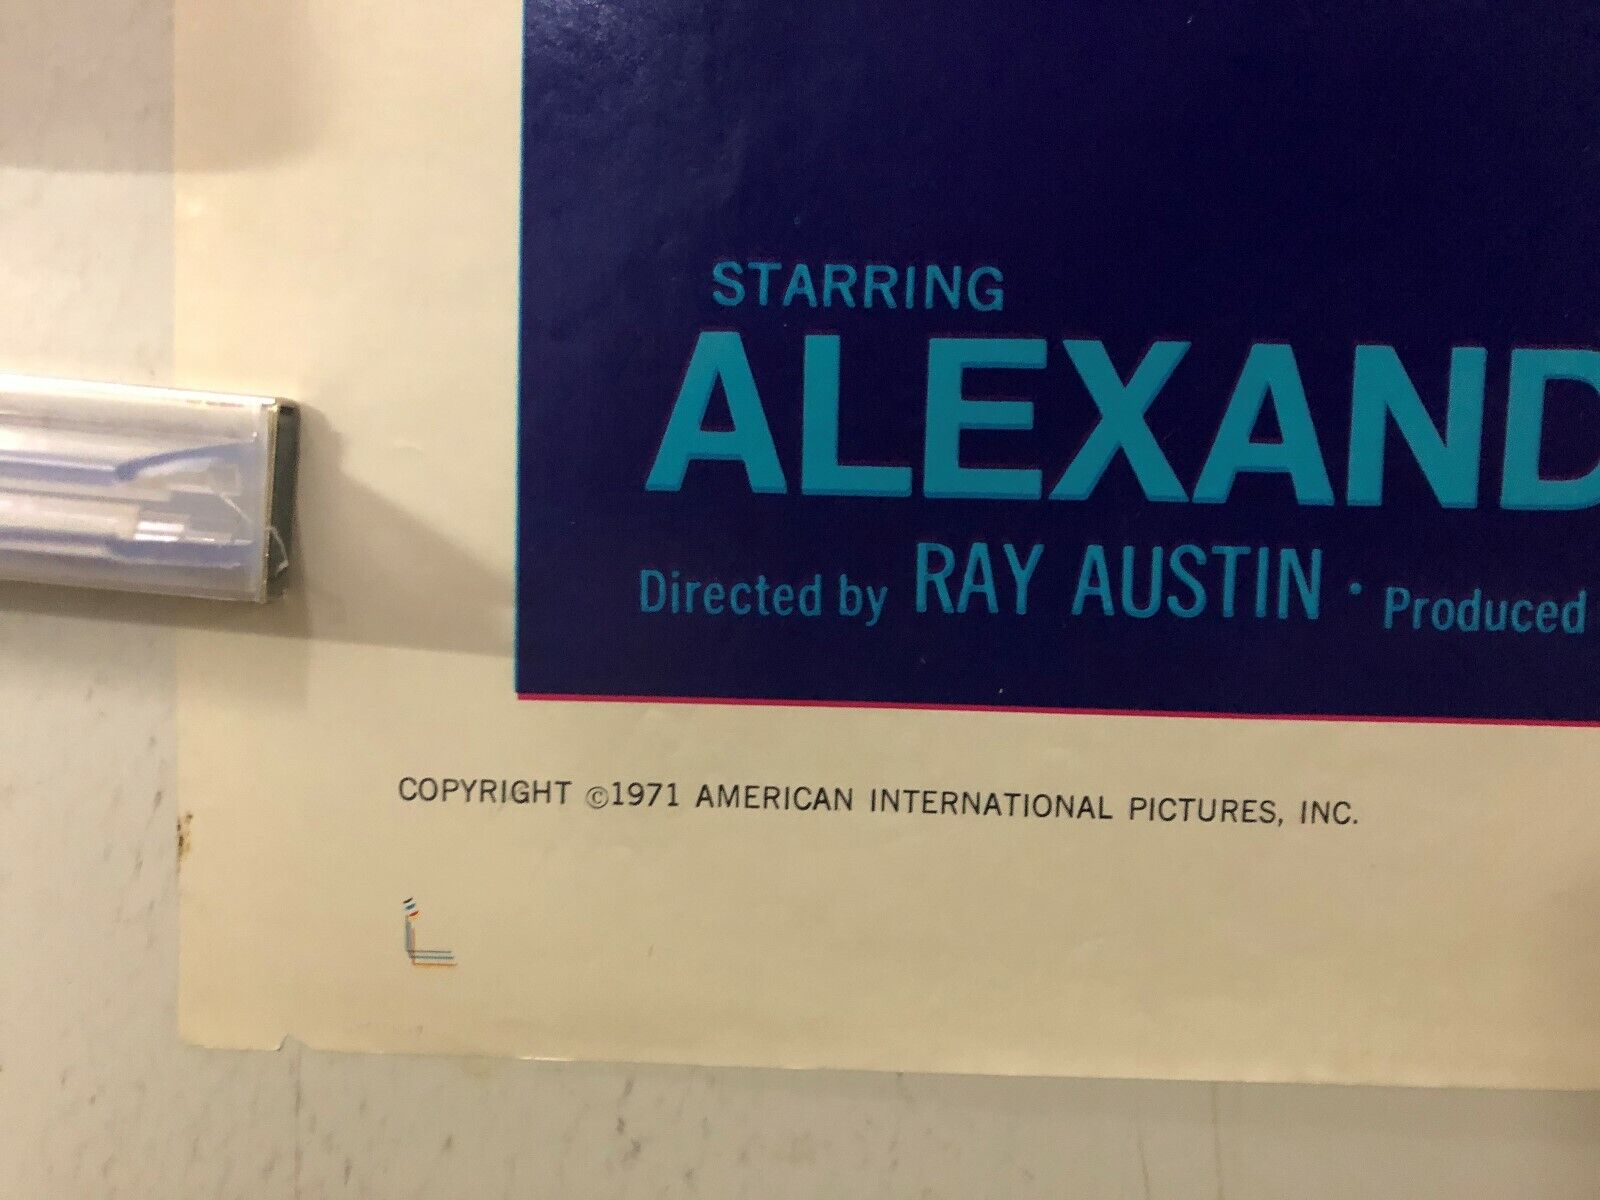 STARRING
ALEXAND
Directed by RAY AUSTIN · Produced
COPYRIGHT ©1971 AMERICAN INTERNATIONAL PICTURES, INC.